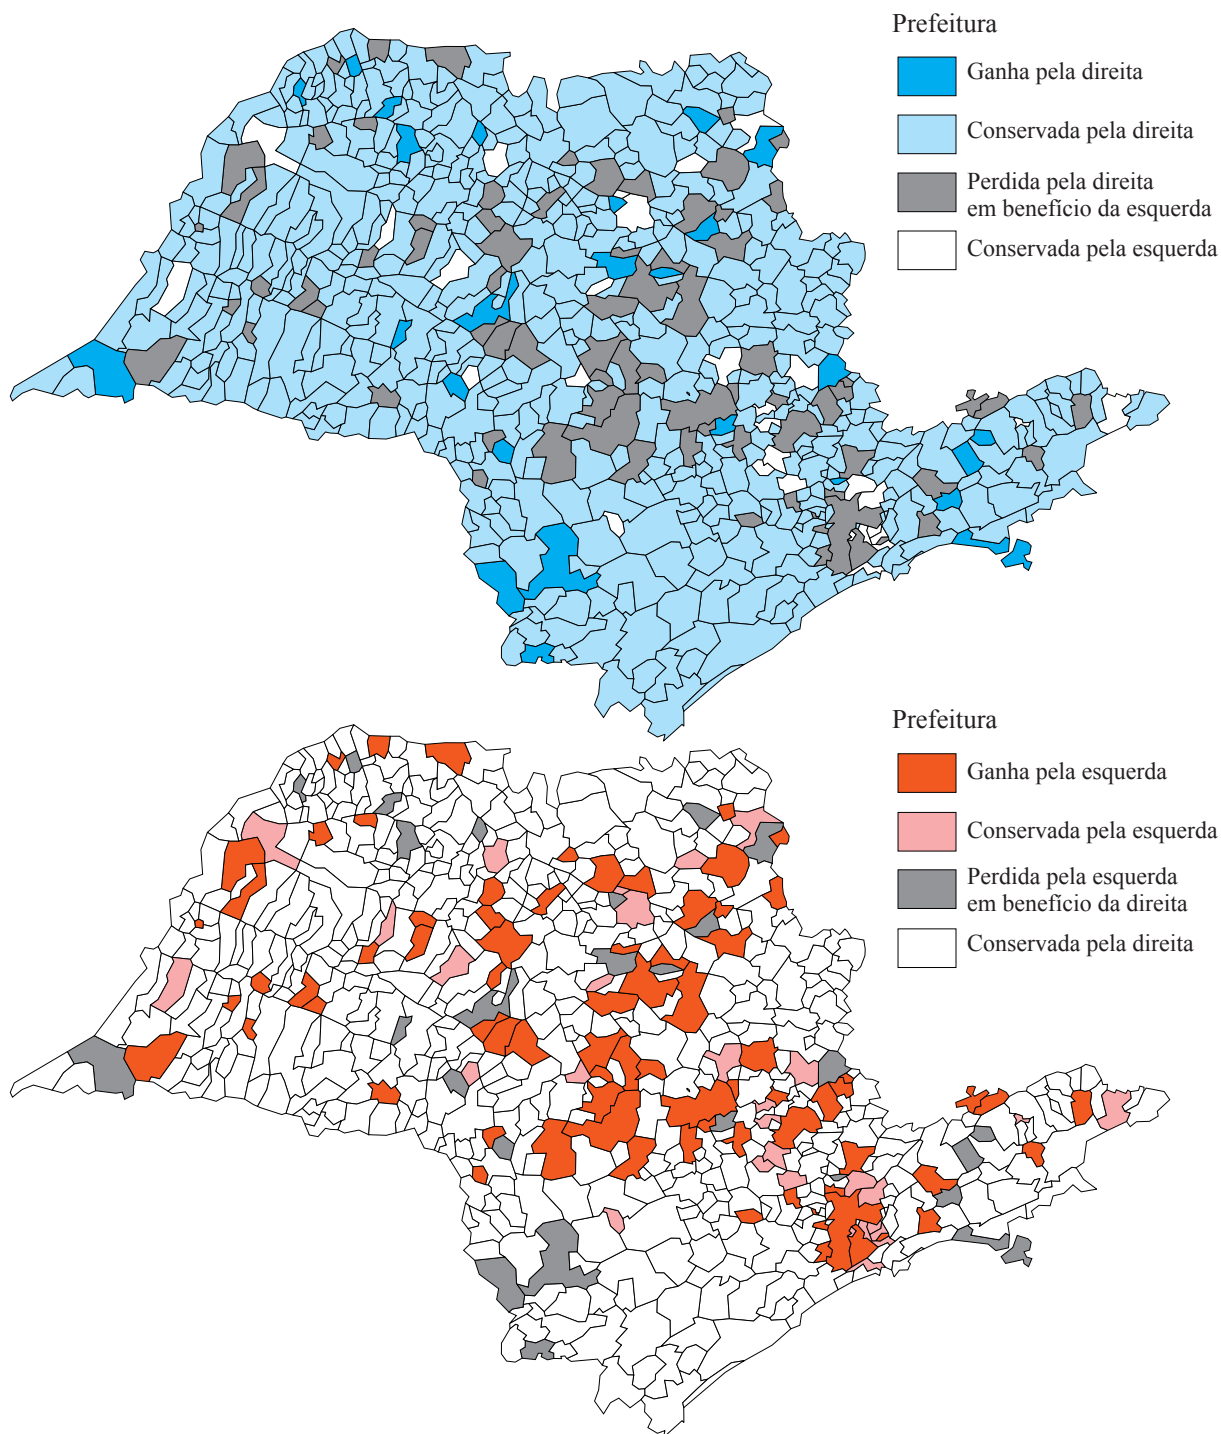 Prefeitura
Ganha pela direita
Conservada pela direita
Perdida pela direita
em benefício da esquerda
Conservada pela esquerda
Prefeitura
Ganha pela esquerda
Conservada pela esquerda
Perdida pela esquerda
em benefício da direita
Conservada pela direita